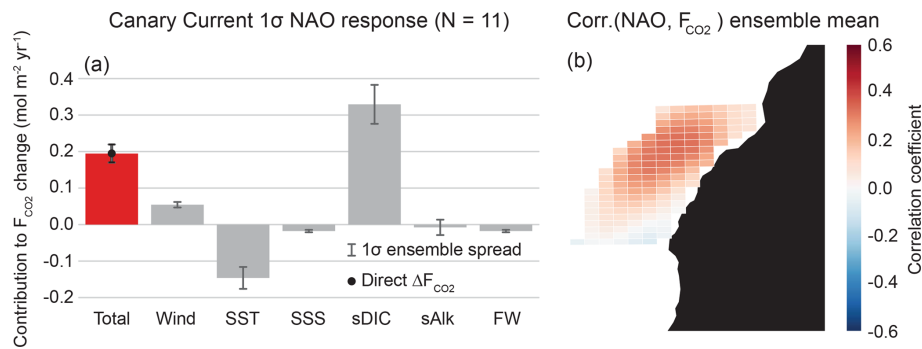 Canary Current 1σ NAO response (N = 11)
Corr.(NAO, F_CO2 ) ensemble mean
(a)
Contribution to F_CO2 change (mol m⁻² yr⁻¹)
0.4
0.3
0.2
0.1
0.0
-0.1
-0.2
1σ ensemble spread
Direct ΔF_CO2
Total Wind SST SSS sDIC sAlk FW
(b)
0.6
0.4
0.2
0.0
-0.2
-0.4
-0.6
Correlation coefficient